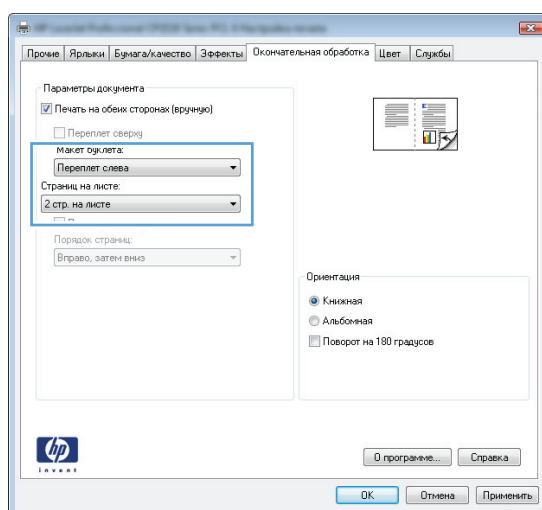 Прочие Ярлыки Бумага/качество Эффекты Окончательная обработка Цвет Службы
Параметры документа
Печать на обеих сторонах (вручную)
Переплет сверху
Макет буклета:
Переплет слева
Страниц на листе:
2 стр. на листе
Порядок страниц:
Вправо, затем вниз
Ориентация
Книжная
Альбомная
Поворот на 180 градусов
hp
invent
О программе... Справка
OK Отмена Применить